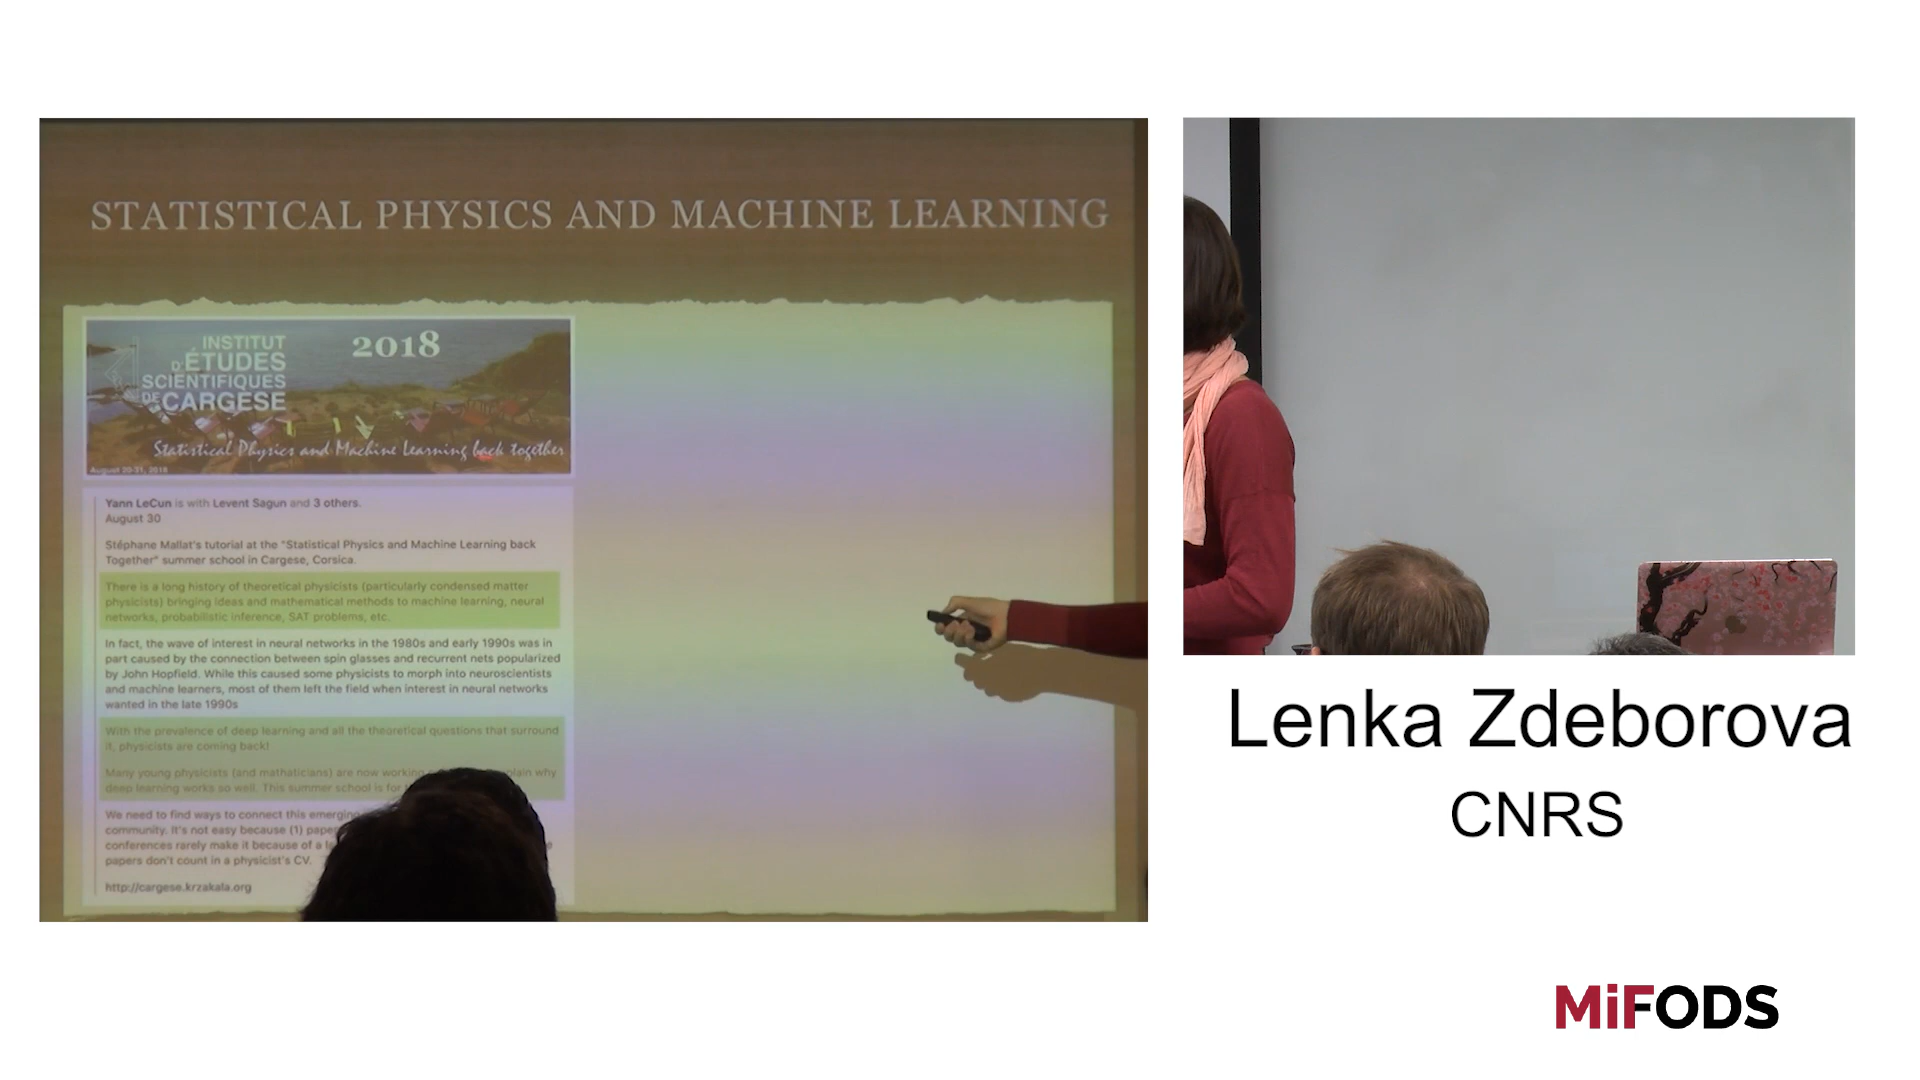 STATISTICAL PHYSICS AND MACHINE LEARNING
INSTITUT
D'ÉTUDES
SCIENTIFIQUES
DE CARGESE
2018
Statistical Physics and Machine Learning back together
August 20-31, 2018
Yann LeCun is with Levent Sagun and 3 others.
August 30
Stéphane Mallat's tutorial at the "Statistical Physics and Machine Learning back
Together" summer school in Cargese, Corsica.
There is a long history of theoretical physicists (particularly condensed matter
physicists) bringing ideas and mathematical methods to machine learning, neural
networks, probabilistic inference, SAT problems, etc.
In fact, the wave of interest in neural networks in the 1980s and early 1990s was in
part caused by the connection between spin glasses and recurrent nets popularized
by John Hopfield. While this caused some physicists to morph into neuroscientists
and machine learners, most of them left the field when interest in neural networks
wanted in the late 1990s
With the prevalence of deep learning and all the theoretical questions that surround
it, physicists are coming back!
Many young physicists (and mathaticians) are now working why
deep learning works so well. This summer school is for
We need to find ways to connect this emerging
community. It's not easy because (1)
conferences rarely make it because of a
papers don't count in a physicist's CV.
http://cargese.krzakala.org
Lenka Zdeborova
CNRS
MiFODS